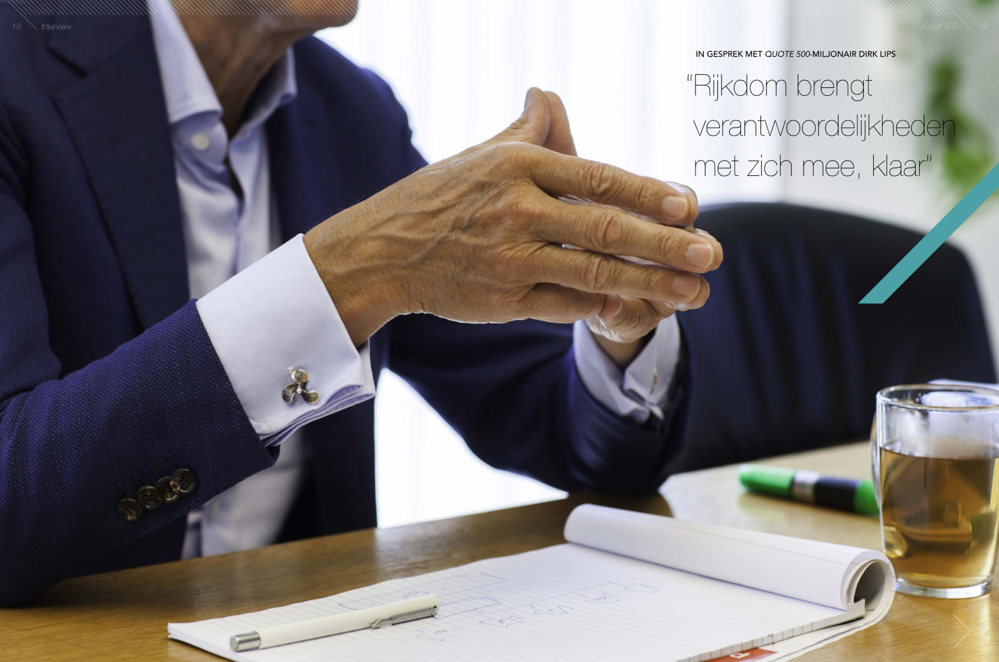 18 Interview
Quiet 500 19
IN GESPREK MET QUOTE 500-MILJONAIR DIRK LIPS
“Rijkdom brengt
verantwoordelijkheden
met zich mee, klaar”